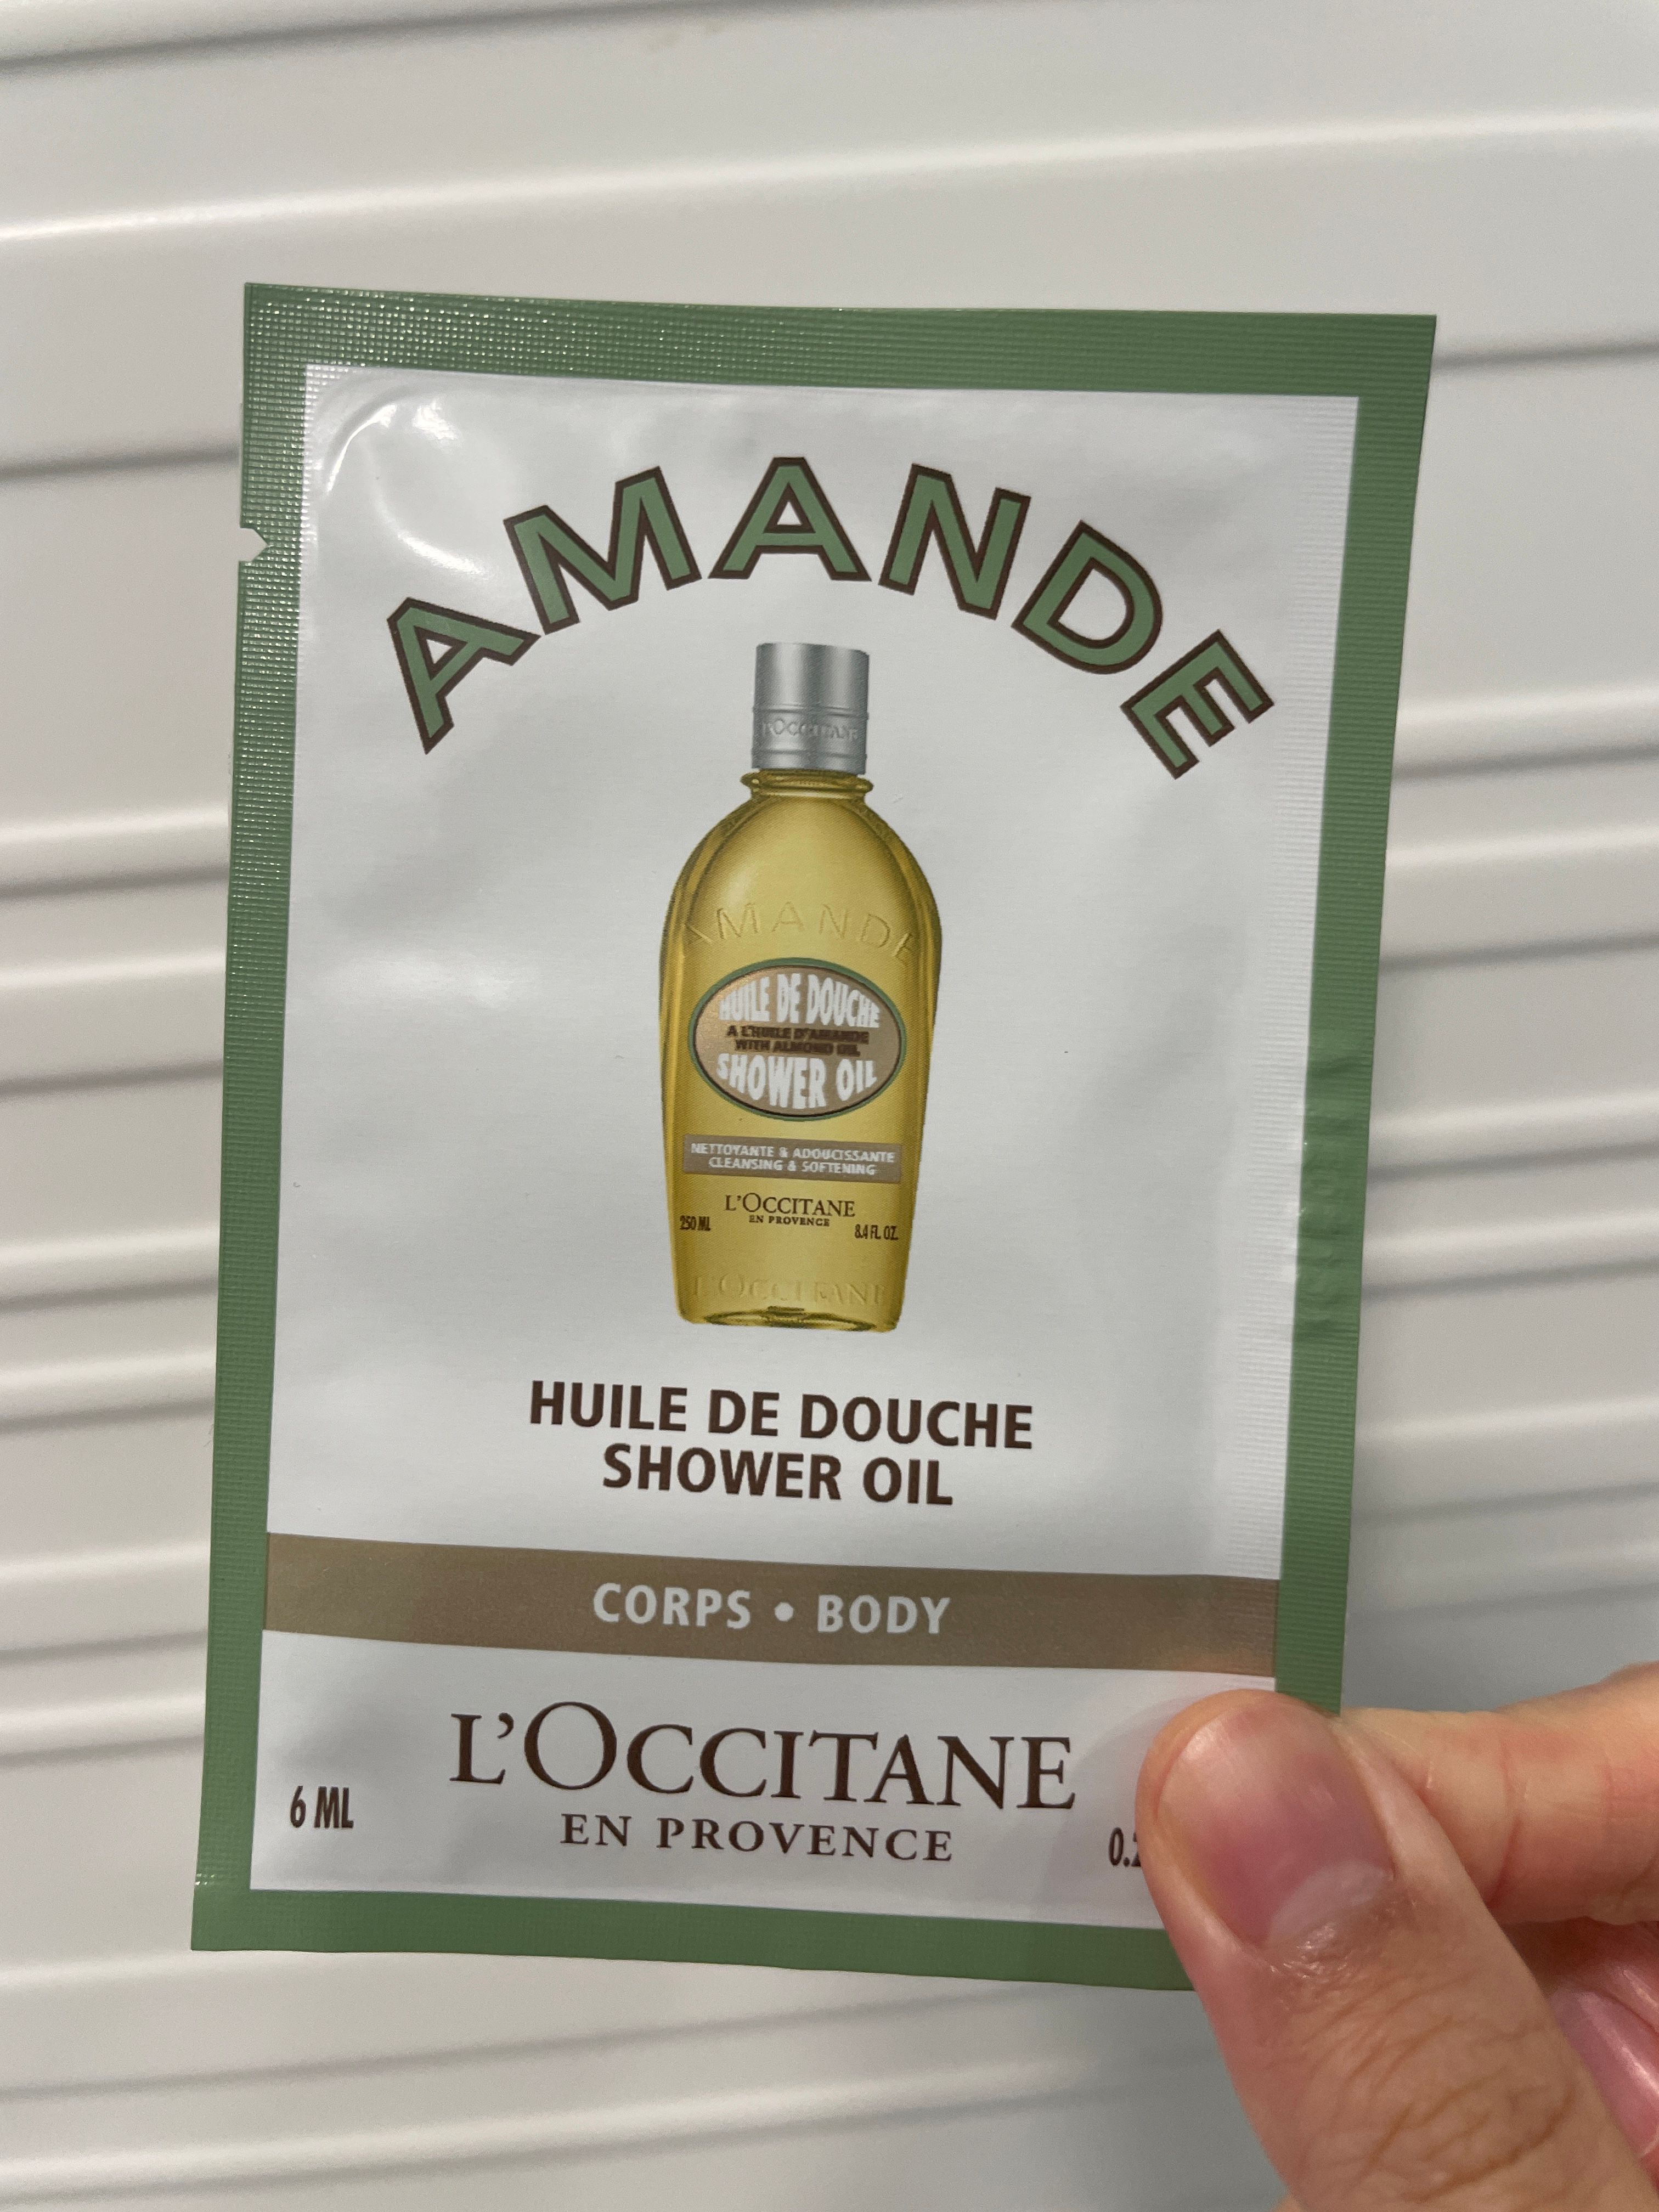 AMANDE
L'OCCITANE
AMANDE
HUILE DE DOUCHE
A L'HUILE D'AMANDE
WITH ALMOND OIL
SHOWER OIL
NETTOYANTE & ADOUCISSANTE
CLEANSING & SOFTENING
L'OCCITANE
EN PROVENCE
250 ML 8.4 FL. OZ.
L'OCCITANE
HUILE DE DOUCHE
SHOWER OIL
CORPS • BODY
L'OCCITANE
EN PROVENCE
6 ML